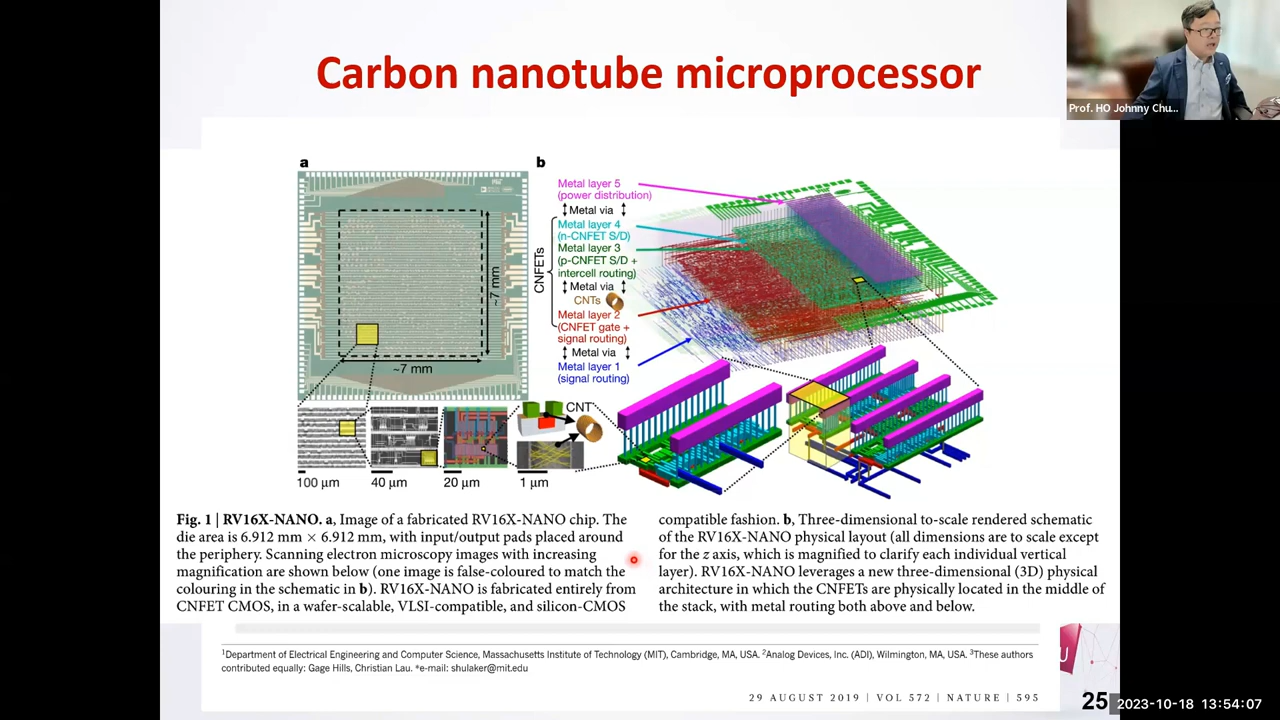 Carbon nanotube microprocessor
Prof. HO Johnny Chu...
a
~7 mm
~7 mm
100 μm
40 μm
20 μm
1 μm
CNT
b
CNFETs
Metal layer 5
(power distribution)
Metal via
Metal layer 4
(n-CNFET S/D)
Metal layer 3
(p-CNFET S/D +
intercell routing)
Metal via
CNTs
Metal layer 2
(CNFET gate +
signal routing)
Metal via
Metal layer 1
(signal routing)
Fig. 1 | RV16X-NANO. a, Image of a fabricated RV16X-NANO chip. The
die area is 6.912 mm × 6.912 mm, with input/output pads placed around
the periphery. Scanning electron microscopy images with increasing
magnification are shown below (one image is false-coloured to match the
colouring in the schematic in b). RV16X-NANO is fabricated entirely from
CNFET CMOS, in a wafer-scalable, VLSI-compatible, and silicon-CMOS
compatible fashion. b, Three-dimensional to-scale rendered schematic
of the RV16X-NANO physical layout (all dimensions are to scale except
for the z axis, which is magnified to clarify each individual vertical
layer). RV16X-NANO leverages a new three-dimensional (3D) physical
architecture in which the CNFETs are physically located in the middle of
the stack, with metal routing both above and below.
¹Department of Electrical Engineering and Computer Science, Massachusetts Institute of Technology (MIT), Cambridge, MA, USA. ²Analog Devices, Inc. (ADI), Wilmington, MA, USA. ³These authors
contributed equally: Gage Hills, Christian Lau. *e-mail: shulaker@mit.edu
29 AUGUST 2019 | VOL 572 | NATURE | 595
25
2023-10-18 13:54:07